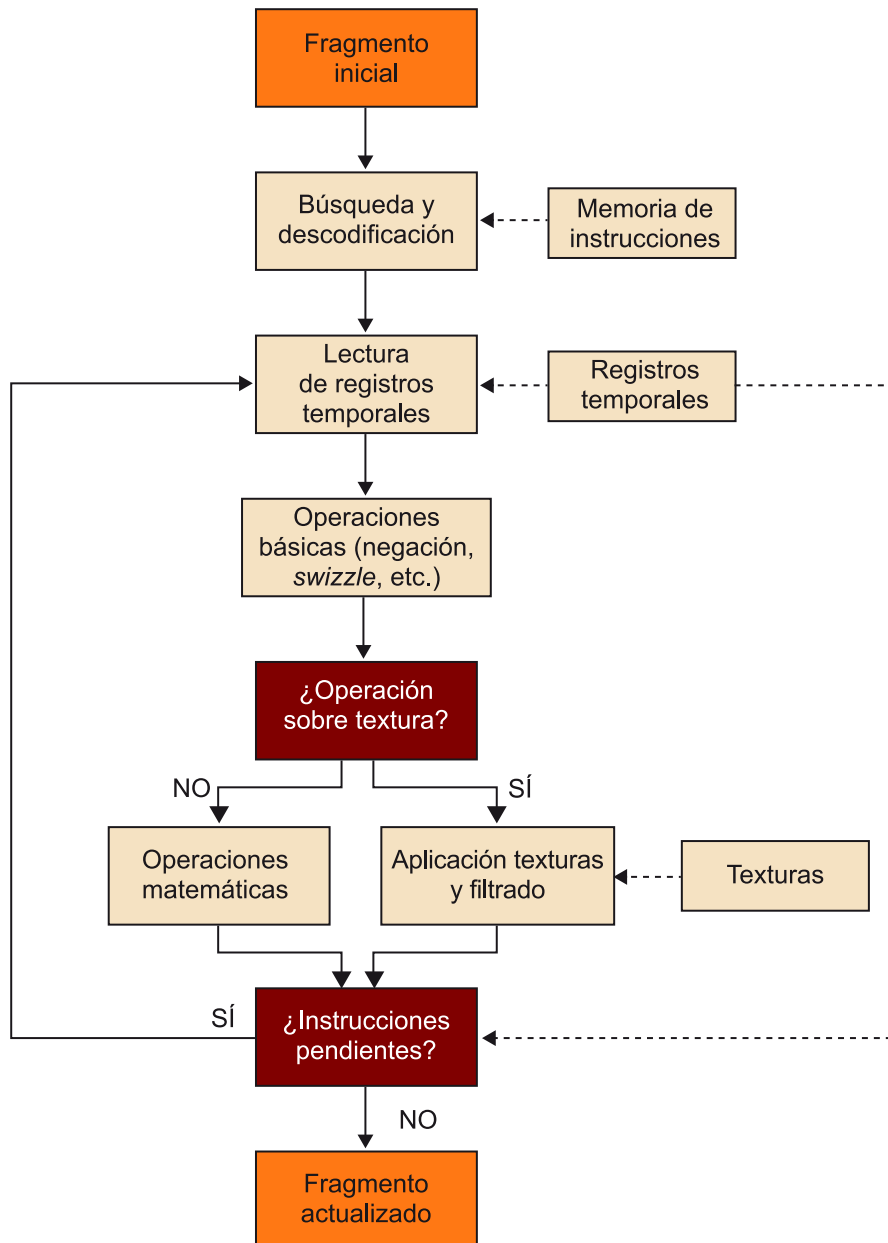 Fragmento
inicial
Búsqueda y
descodificación
Memoria de
instrucciones
Lectura
de registros
temporales
Registros
temporales
Operaciones
básicas (negación,
swizzle, etc.)
¿Operación
sobre textura?
NO
SÍ
Operaciones
matemáticas
Aplicación texturas
y filtrado
Texturas
SÍ
¿Instrucciones
pendientes?
NO
Fragmento
actualizado